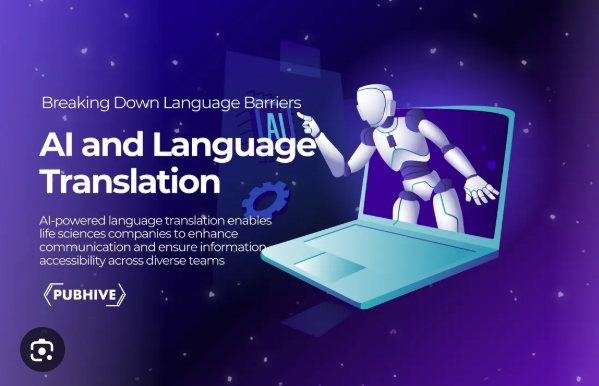 Breaking Down Language Barriers
AI
AI and Language
Translation
AI-powered language translation enables
life sciences companies to enhance
communication and ensure information
accessibility across diverse teams
PUBHIVE